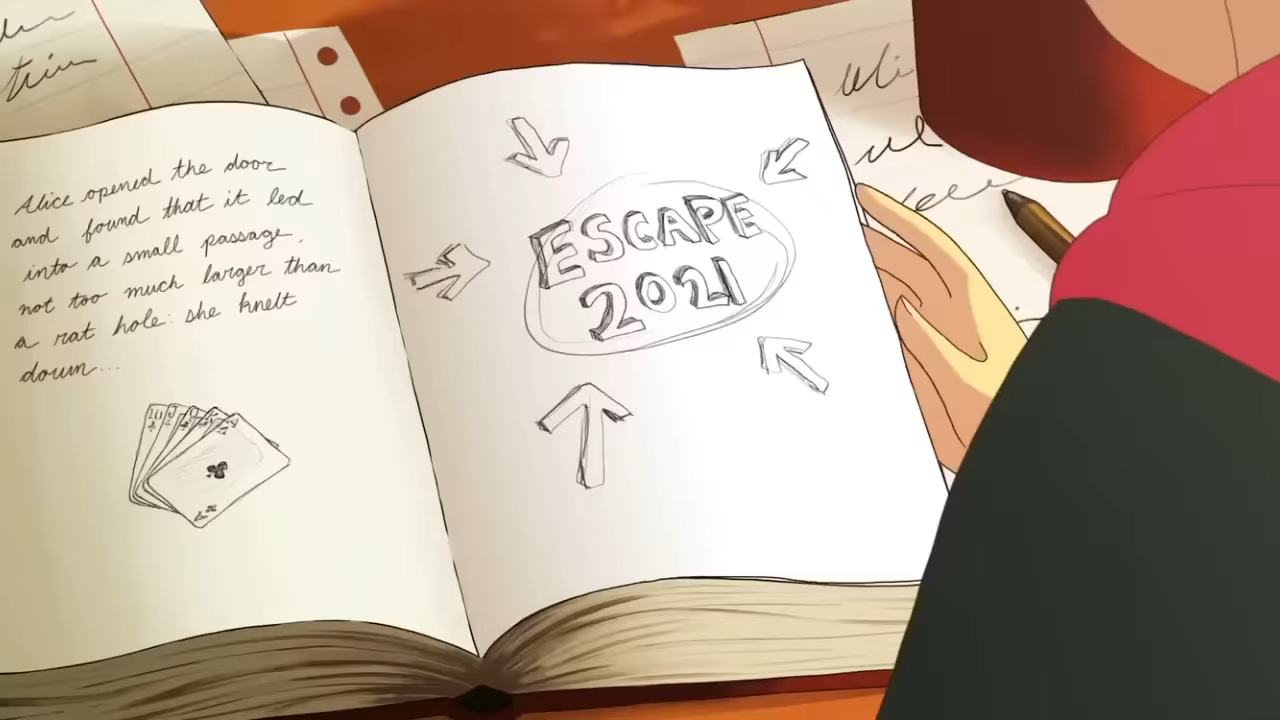 Alice opened the door
and found that it led
into a small passage,
not too much larger than
a rat hole: she knelt
down...
ESCAPE
2021